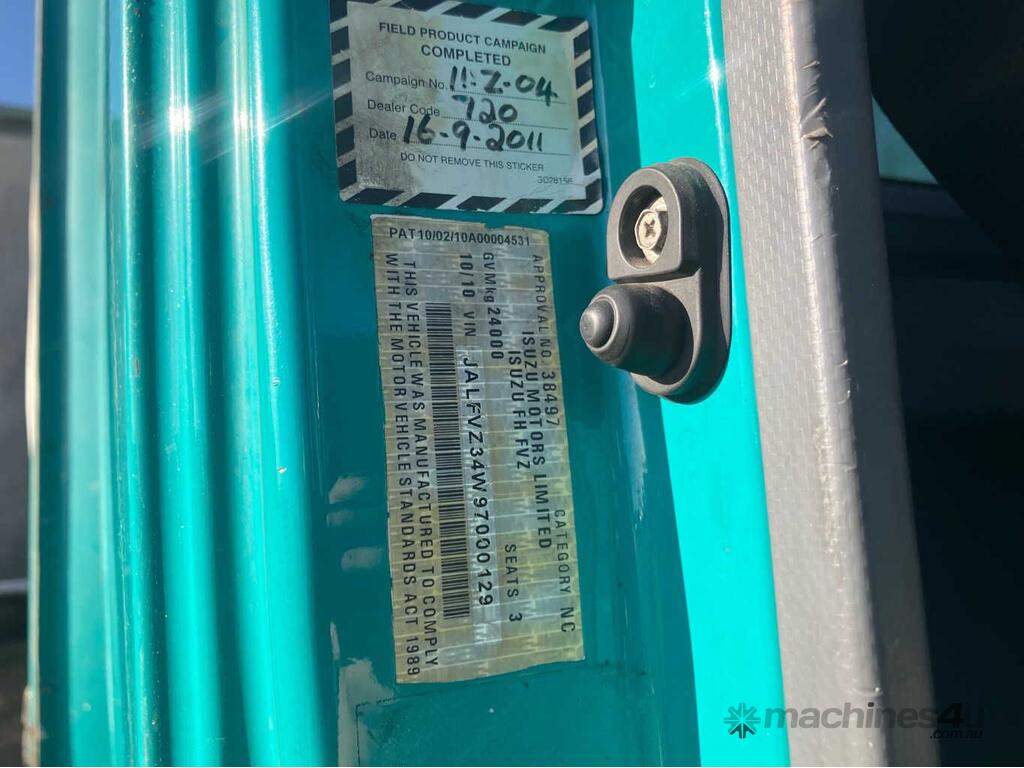 FIELD PRODUCT CAMPAIGN
COMPLETED
Campaign No. 11-Z-04
Dealer Code 720
Date 16-9-2011
DO NOT REMOVE THIS STICKER
PAT10/02/10A00004531
APPROVAL NO. 38497 CATEGORY NC
ISUZU MOTORS LIMITED
ISUZU FH FVZ SEATS 3
GVMkg 24000
10/10 VIN JALFVZ34W97000129
THIS VEHICLE WAS MANUFACTURED TO COMPLY
WITH THE MOTOR VEHICLE STANDARDS ACT 1989
machines4u
.com.au